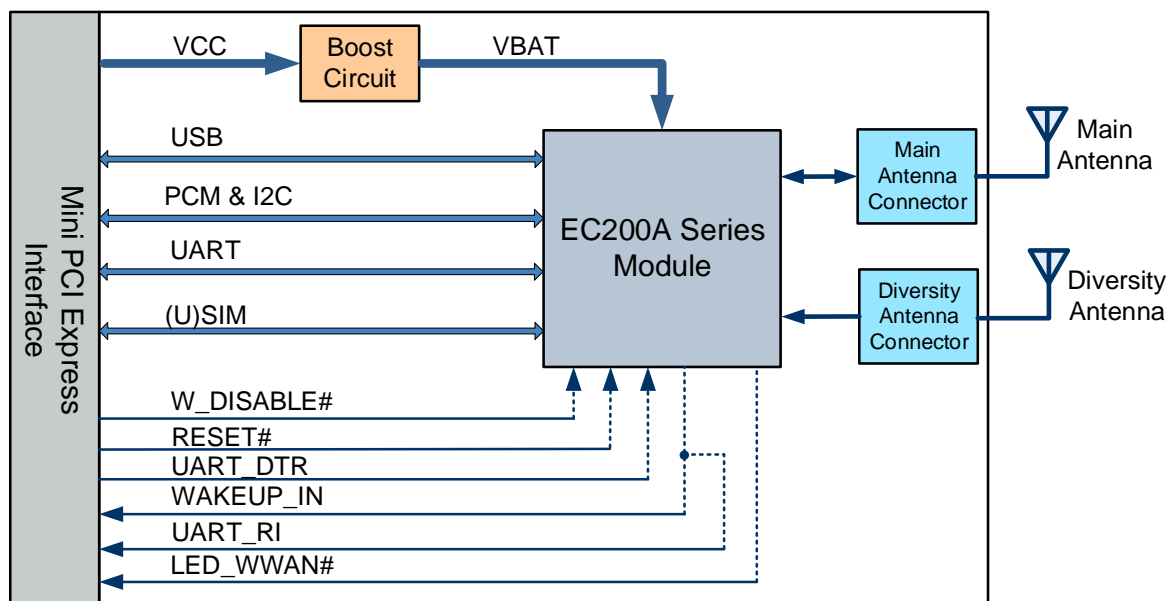 VCC
Boost
Circuit
VBAT
USB
PCM & I2C
UART
(U)SIM
Mini PCI Express
Interface
EC200A Series
Module
Main
Antenna
Connector
Main
Antenna
Diversity
Antenna
Connector
Diversity
Antenna
W_DISABLE#
RESET#
UART_DTR
WAKEUP_IN
UART_RI
LED_WWAN#